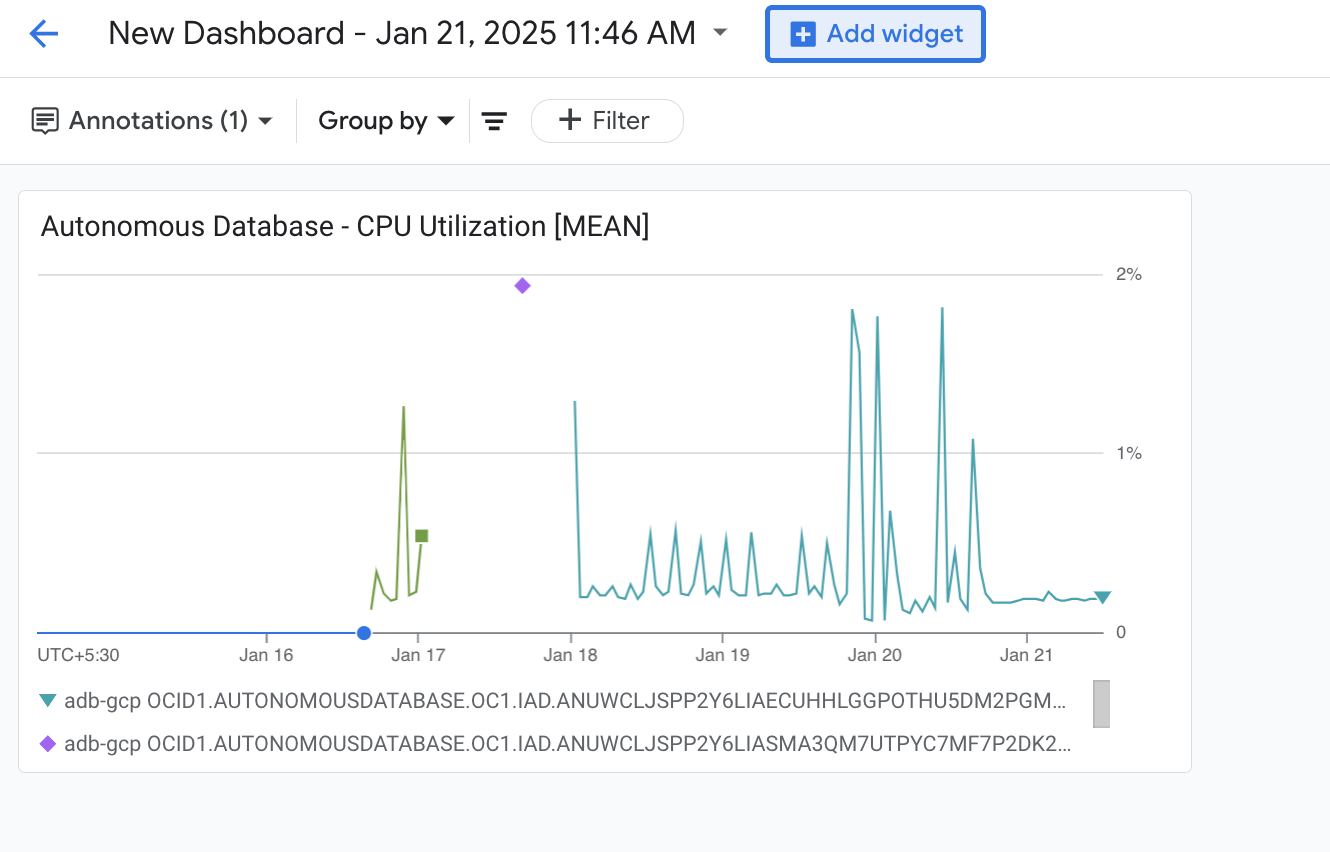 New Dashboard - Jan 21, 2025 11:46 AM
Add widget
Annotations (1)
Group by
Filter
Autonomous Database - CPU Utilization [MEAN]
2%
1%
0
UTC+5:30 Jan 16 Jan 17 Jan 18 Jan 19 Jan 20 Jan 21
adb-gcp OCID1.AUTONOMOUSDATABASE.OC1.IAD.ANUWCLJSPP2Y6LIAECUHHLGGPOTHU5DM2PGM...
adb-gcp OCID1.AUTONOMOUSDATABASE.OC1.IAD.ANUWCLJSPP2Y6LIASMA3QM7UTPYC7MF7P2DK2...